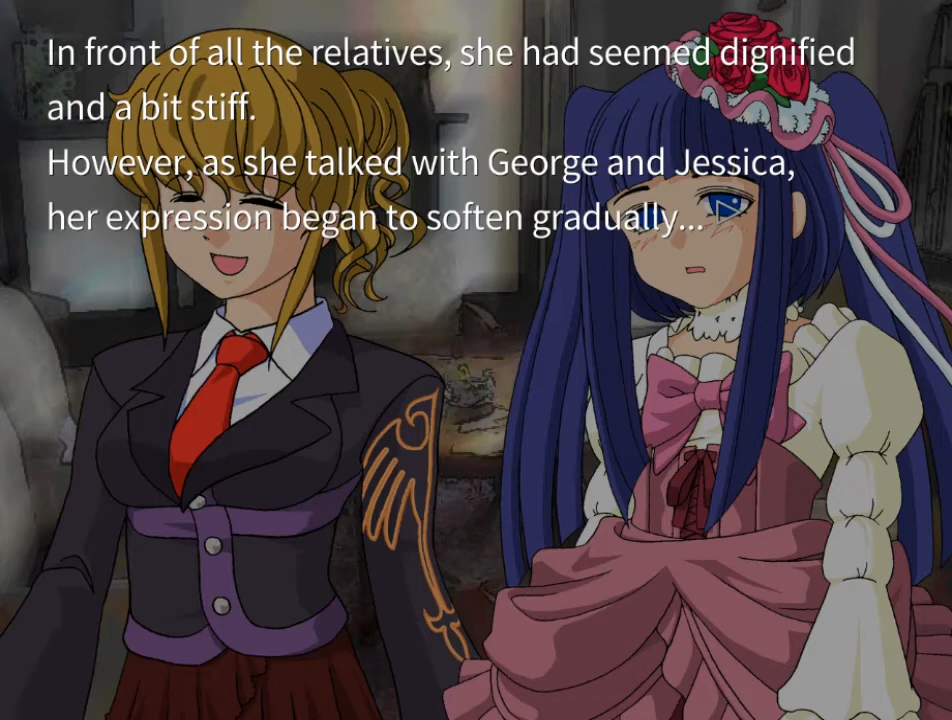 In front of all the relatives, she had seemed dignified
and a bit stiff.
However, as she talked with George and Jessica,
her expression began to soften gradually...